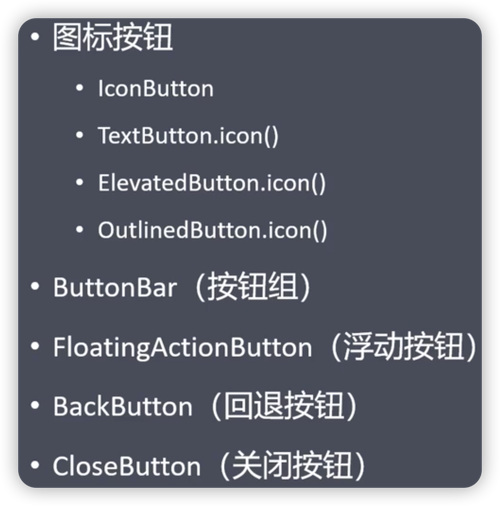 • 图标按钮
• IconButton
• TextButton.icon()
• ElevatedButton.icon()
• OutlinedButton.icon()
• ButtonBar（按钮组）
• FloatingActionButton（浮动按钮）
• BackButton（回退按钮）
• CloseButton（关闭按钮）